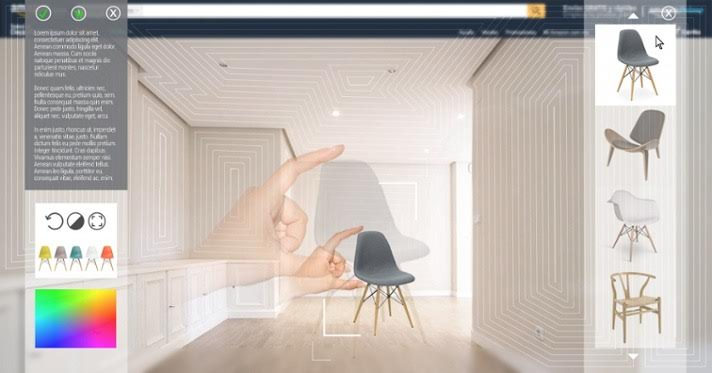 Lorem ipsum dolor sit amet,
consectetuer adipiscing elit.
Aenean commodo ligula eget dolor.
Aenean massa. Cum sociis
natoque penatibus et magnis dis
parturient montes, nascetur
ridiculus mus.
Donec quam felis, ultricies nec,
pellentesque eu, pretium quis, sem.
Nulla consequat massa quis enim.
Donec pede justo, fringilla vel,
aliquet nec, vulputate eget, arcu.
In enim justo, rhoncus ut, imperdiet
a, venenatis vitae, justo. Nullam
dictum felis eu pede mollis pretium.
Integer tincidunt. Cras dapibus.
Vivamus elementum semper nisi.
Aenean vulputate eleifend tellus.
Aenean leo ligula, porttitor eu,
consequat vitae, eleifend ac, enim.